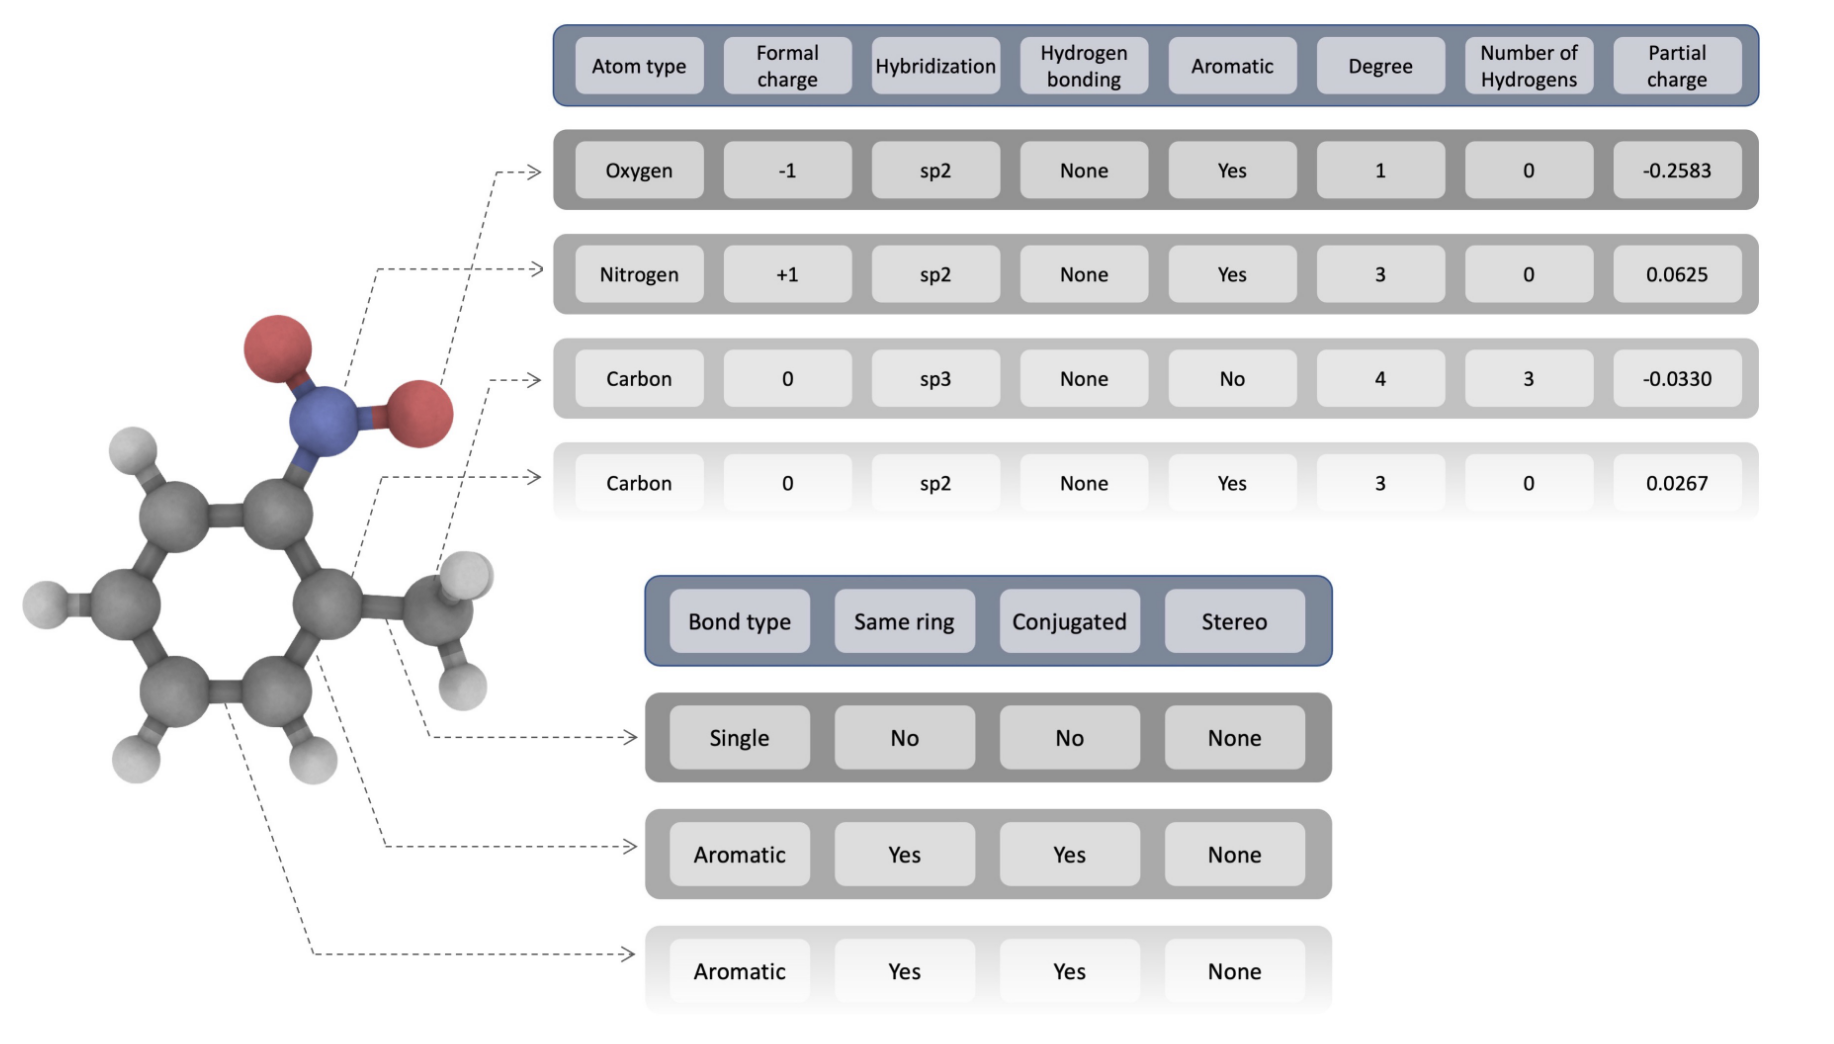 Atom type Formal charge Hybridization Hydrogen bonding Aromatic Degree Number of Hydrogens Partial charge
Oxygen -1 sp2 None Yes 1 0 -0.2583
Nitrogen +1 sp2 None Yes 3 0 0.0625
Carbon 0 sp3 None No 4 3 -0.0330
Carbon 0 sp2 None Yes 3 0 0.0267
Bond type Same ring Conjugated Stereo
Single No No None
Aromatic Yes Yes None
Aromatic Yes Yes None